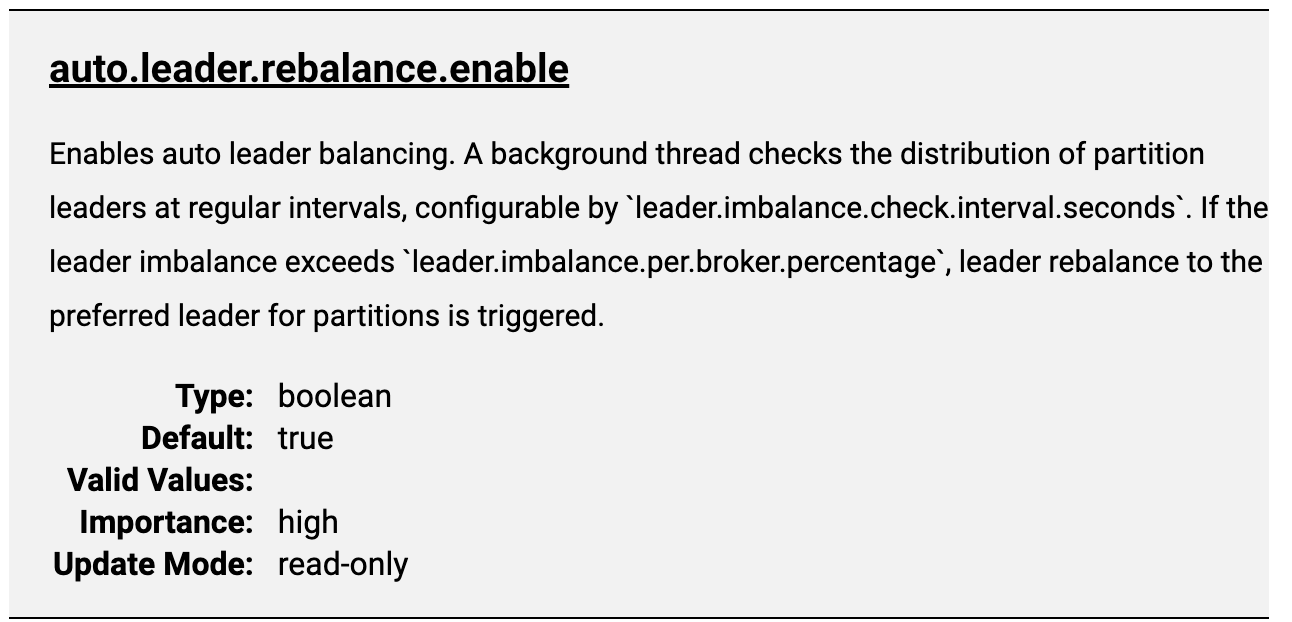 auto.leader.rebalance.enable
Enables auto leader balancing. A background thread checks the distribution of partition
leaders at regular intervals, configurable by `leader.imbalance.check.interval.seconds`. If the
leader imbalance exceeds `leader.imbalance.per.broker.percentage`, leader rebalance to the
preferred leader for partitions is triggered.
Type: boolean
Default: true
Valid Values:
Importance: high
Update Mode: read-only